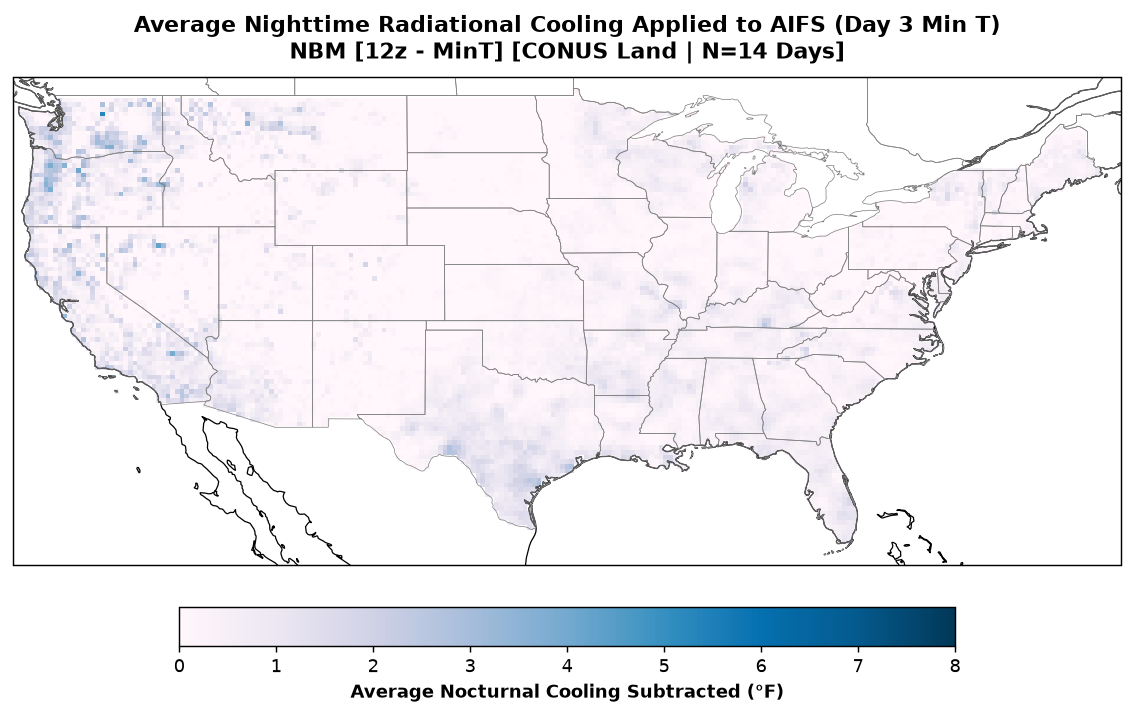 Average Nighttime Radiational Cooling Applied to AIFS (Day 3 Min T)
NBM [12z - MinT] [CONUS Land | N=14 Days]
0 1 2 3 4 5 6 7 8
Average Nocturnal Cooling Subtracted (°F)